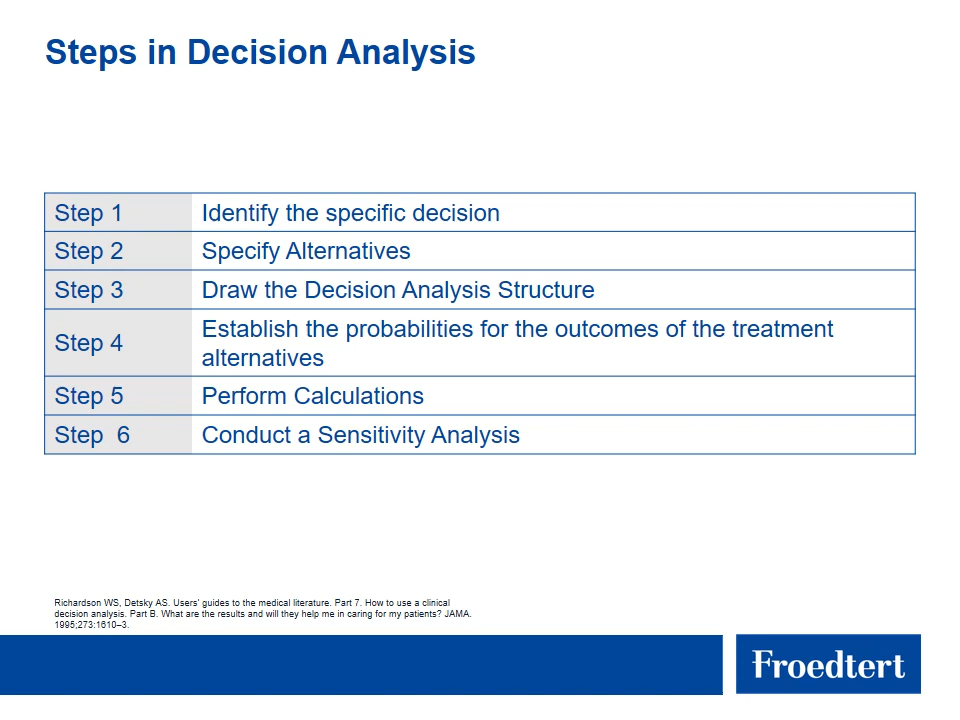 Steps in Decision Analysis
Step 1 Identify the specific decision
Step 2 Specify Alternatives
Step 3 Draw the Decision Analysis Structure
Step 4 Establish the probabilities for the outcomes of the treatment
alternatives
Step 5 Perform Calculations
Step 6 Conduct a Sensitivity Analysis
Richardson WS, Detsky AS. Users' guides to the medical literature. Part 7. How to use a clinical
decision analysis. Part B. What are the results and will they help me in caring for my patients? JAMA.
1995;273:1610–3.
Froedtert